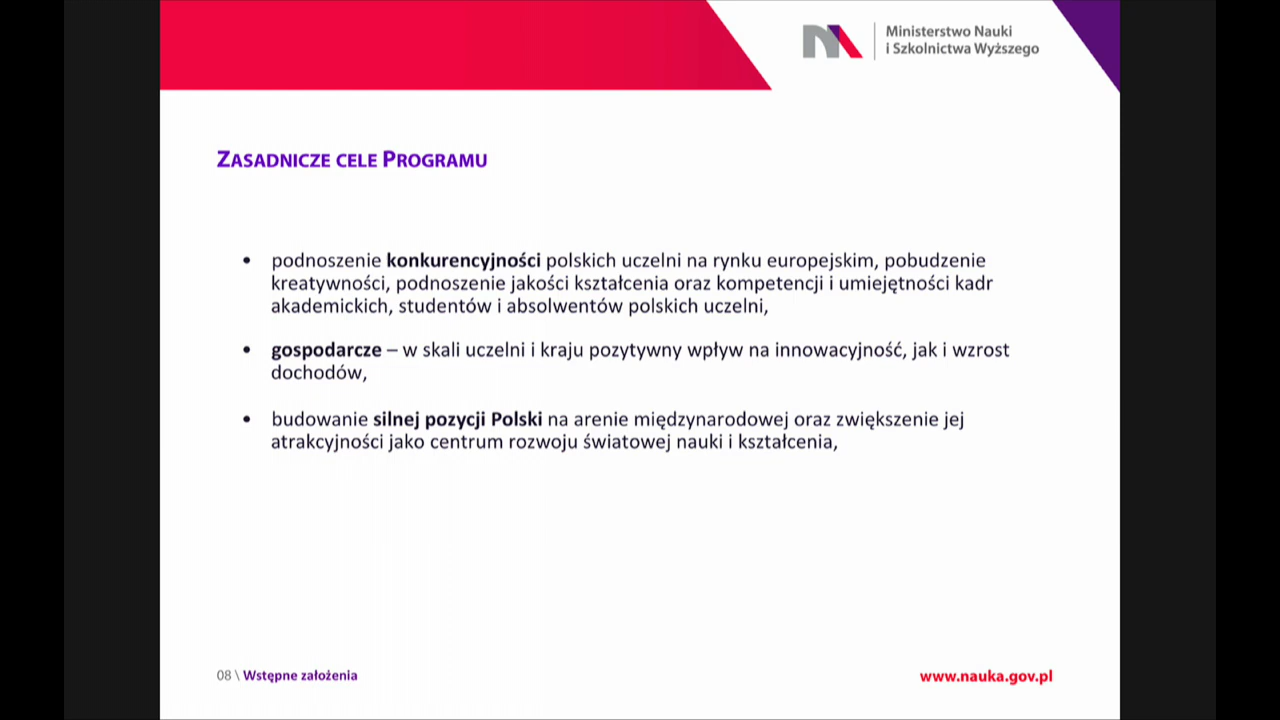 Ministerstwo Nauki
i Szkolnictwa Wyższego
ZASADNICZE CELE PROGRAMU
• podnoszenie konkurencyjności polskich uczelni na rynku europejskim, pobudzenie
kreatywności, podnoszenie jakości kształcenia oraz kompetencji i umiejętności kadr
akademickich, studentów i absolwentów polskich uczelni,
• gospodarcze – w skali uczelni i kraju pozytywny wpływ na innowacyjność, jak i wzrost
dochodów,
• budowanie silnej pozycji Polski na arenie międzynarodowej oraz zwiększenie jej
atrakcyjności jako centrum rozwoju światowej nauki i kształcenia,
08 \ Wstępne założenia
www.nauka.gov.pl